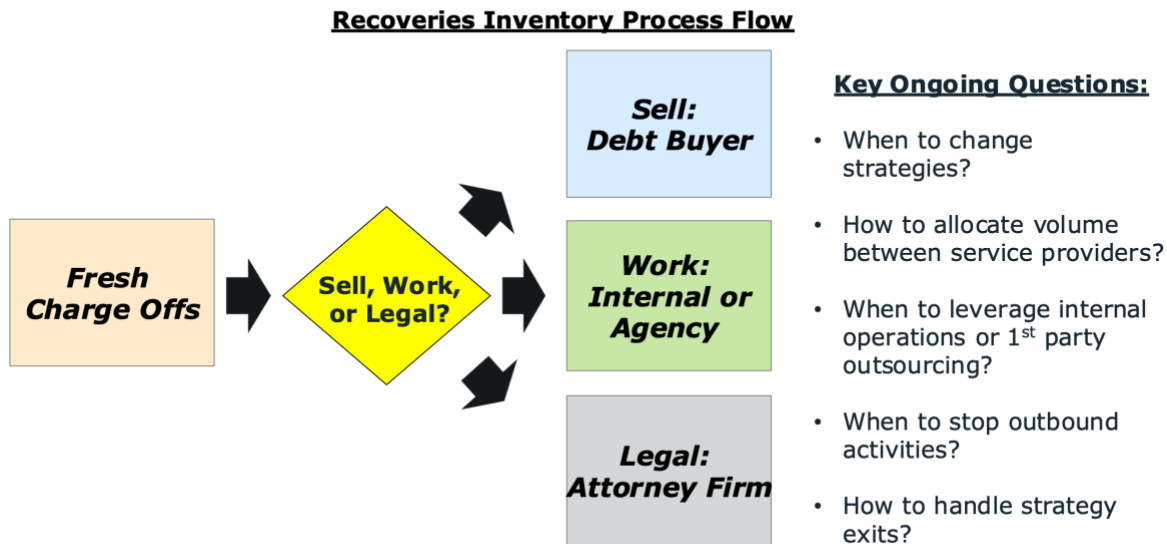 Recoveries Inventory Process Flow
Fresh
Charge Offs
Sell, Work,
or Legal?
Sell:
Debt Buyer
Work:
Internal or
Agency
Legal:
Attorney Firm
Key Ongoing Questions:
• When to change
strategies?
• How to allocate volume
between service providers?
• When to leverage internal
operations or 1st party
outsourcing?
• When to stop outbound
activities?
• How to handle strategy
exits?